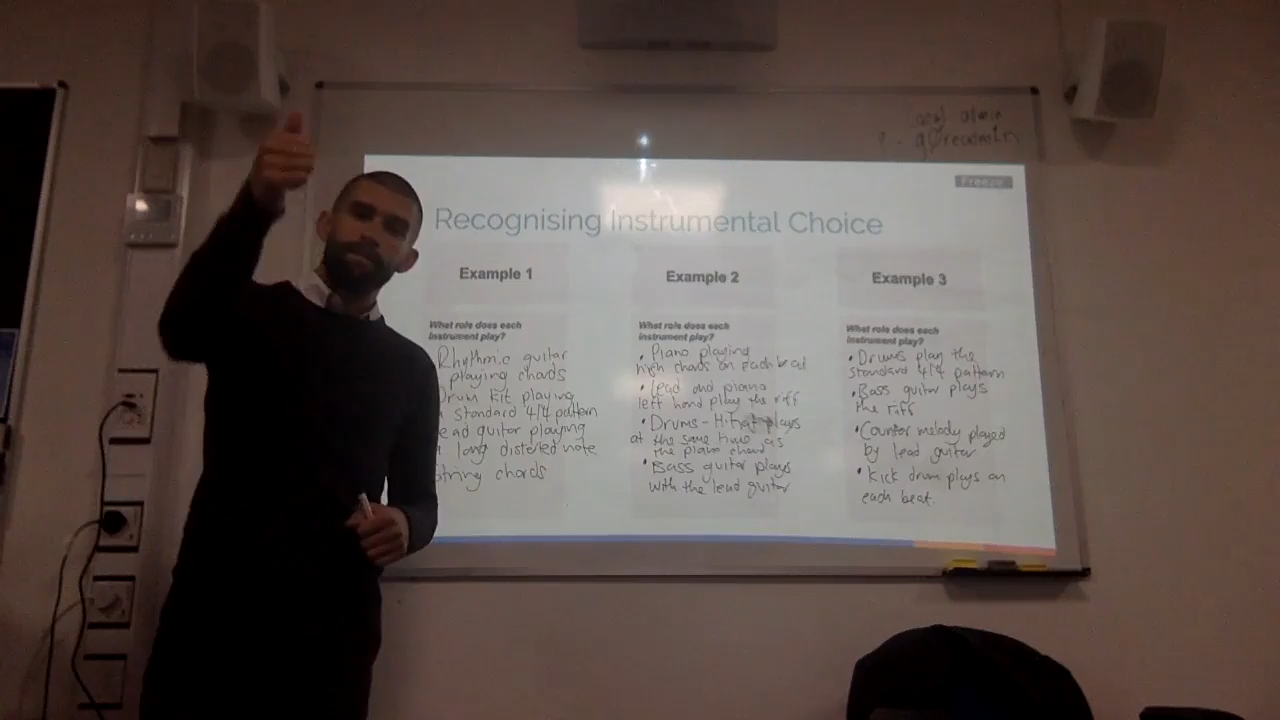 Freeze
Recognising Instrumental Choice
Example 1
What role does each
instrument play?
Rhythmic guitar
playing chords
Drum kit playing
standard 4/4 pattern
ead guitar playing
long distorted note
String chords
Example 2
What role does each
instrument play?
• Piano playing
high chords on each beat
• Lead and piano
left hand play the riff
• Drums - Hihat plays
at the same time as
the piano chord
• Bass guitar plays
with the lead guitar
Example 3
What role does each
instrument play?
• Drums play the
standard 4/4 pattern
• Bass guitar plays
the riff
• Counter melody played
by lead guitar
• Kick drum plays on
each beat.